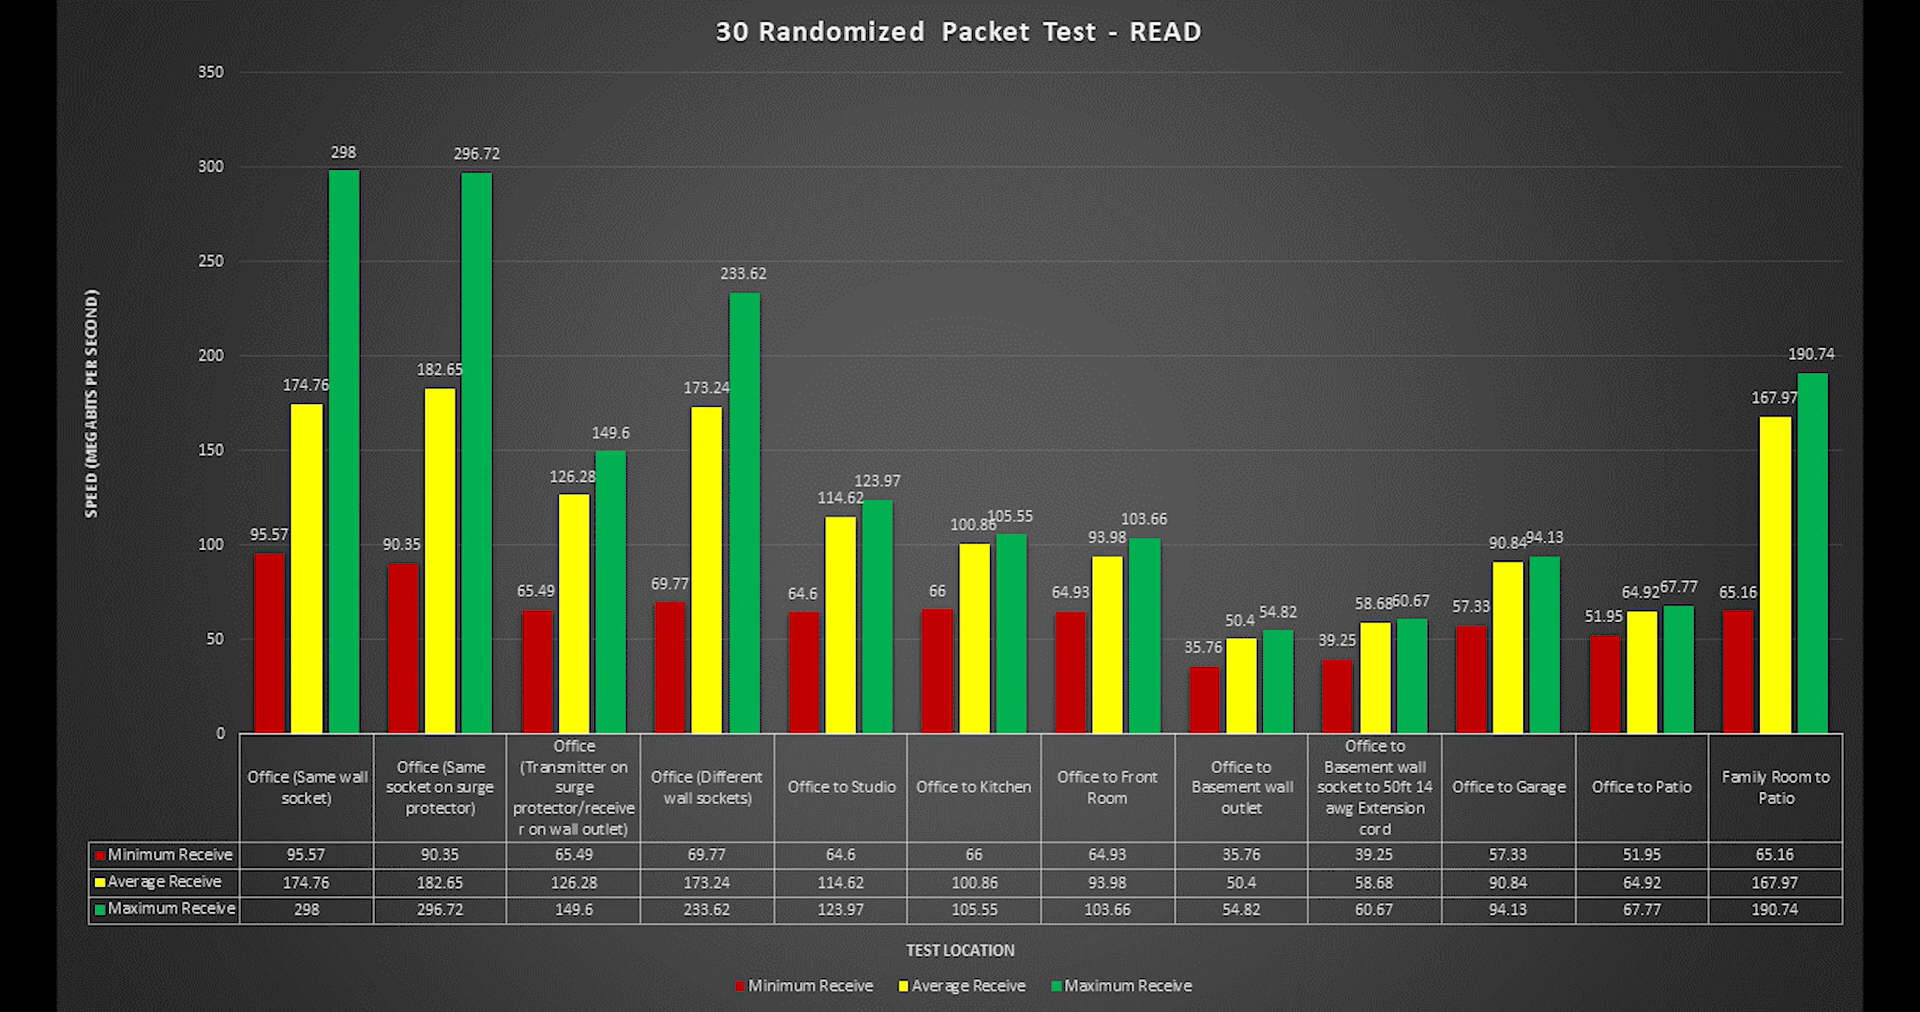 30 Randomized Packet Test - READ
350
300
250
200
150
100
50
0
SPEED (MEGABITS PER SECOND)
95.57
174.76
298
90.35
182.65
296.72
65.49
126.28
149.6
69.77
173.24
233.62
64.6
114.62
123.97
66
100.86
105.55
64.93
93.98
103.66
35.76
50.4
54.82
39.25
58.68
60.67
57.33
90.84
94.13
51.95
64.92
67.77
65.16
167.97
190.74
Office (Same wall
socket)
Office (Same
socket on surge
protector)
Office
(Transmitter on
surge
protector/receive
r on wall outlet)
Office (Different
wall sockets)
Office to Studio
Office to Kitchen
Office to Front
Room
Office to
Basement wall
outlet
Office to
Basement wall
socket to 50ft 14
awg Extension
cord
Office to Garage
Office to Patio
Family Room to
Patio
Minimum Receive 95.57 90.35 65.49 69.77 64.6 66 64.93 35.76 39.25 57.33 51.95 65.16
Average Receive 174.76 182.65 126.28 173.24 114.62 100.86 93.98 50.4 58.68 90.84 64.92 167.97
Maximum Receive 298 296.72 149.6 233.62 123.97 105.55 103.66 54.82 60.67 94.13 67.77 190.74
TEST LOCATION
Minimum Receive Average Receive Maximum Receive